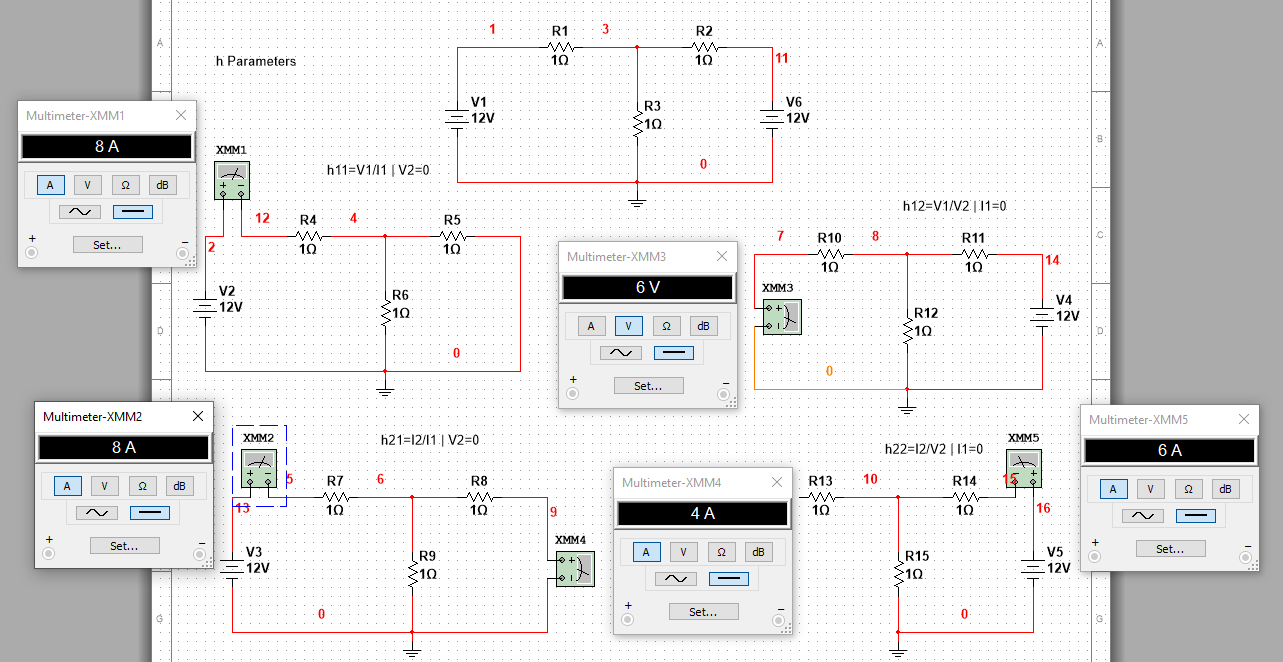 h Parameters
1
R1
1Ω
3
R2
1Ω
11
V1
12V
R3
1Ω
V6
12V
0
A
A
B
B
C
C
D
D
G
G
Multimeter-XMM1
8 A
A V Ω dB
Set...
+ −
XMM1
+ −
h11=V1/I1 | V2=0
2
12
R4
1Ω
4
R5
1Ω
V2
12V
R6
1Ω
0
Multimeter-XMM3
6 V
A V Ω dB
Set...
+ −
h12=V1/V2 | I1=0
7
R10
1Ω
8
R11
1Ω
14
XMM3
+
R12
1Ω
V4
12V
0
Multimeter-XMM2
8 A
A V Ω dB
Set...
+ −
h21=I2/I1 | V2=0
XMM2
+ −
13
5
R7
1Ω
6
R8
1Ω
9
V3
12V
R9
1Ω
XMM4
+
0
Multimeter-XMM4
4 A
A V Ω dB
Set...
+ −
h22=I2/V2 | I1=0
R13
1Ω
10
R14
1Ω
15
XMM5
+ −
16
R15
1Ω
V5
12V
0
Multimeter-XMM5
6 A
A V Ω dB
Set...
+ −